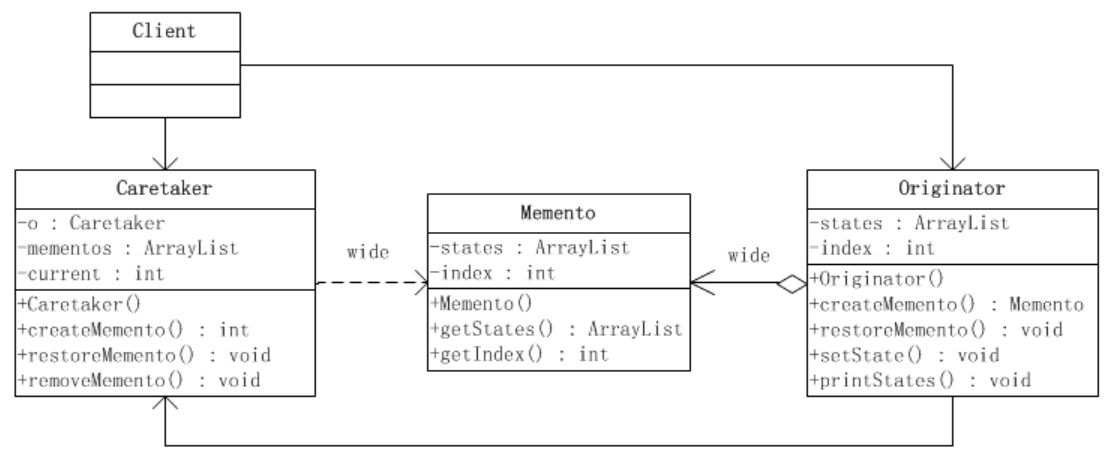 Client
Caretaker
-o : Caretaker
-mementos : ArrayList
-current : int
+Caretaker()
+createMemento() : int
+restoreMemento() : void
+removeMemento() : void
wide
Memento
-states : ArrayList
-index : int
+Memento()
+getStates() : ArrayList
+getIndex() : int
wide
Originator
-states : ArrayList
-index : int
+Originator()
+createMemento() : Memento
+restoreMemento() : void
+setState() : void
+printStates() : void